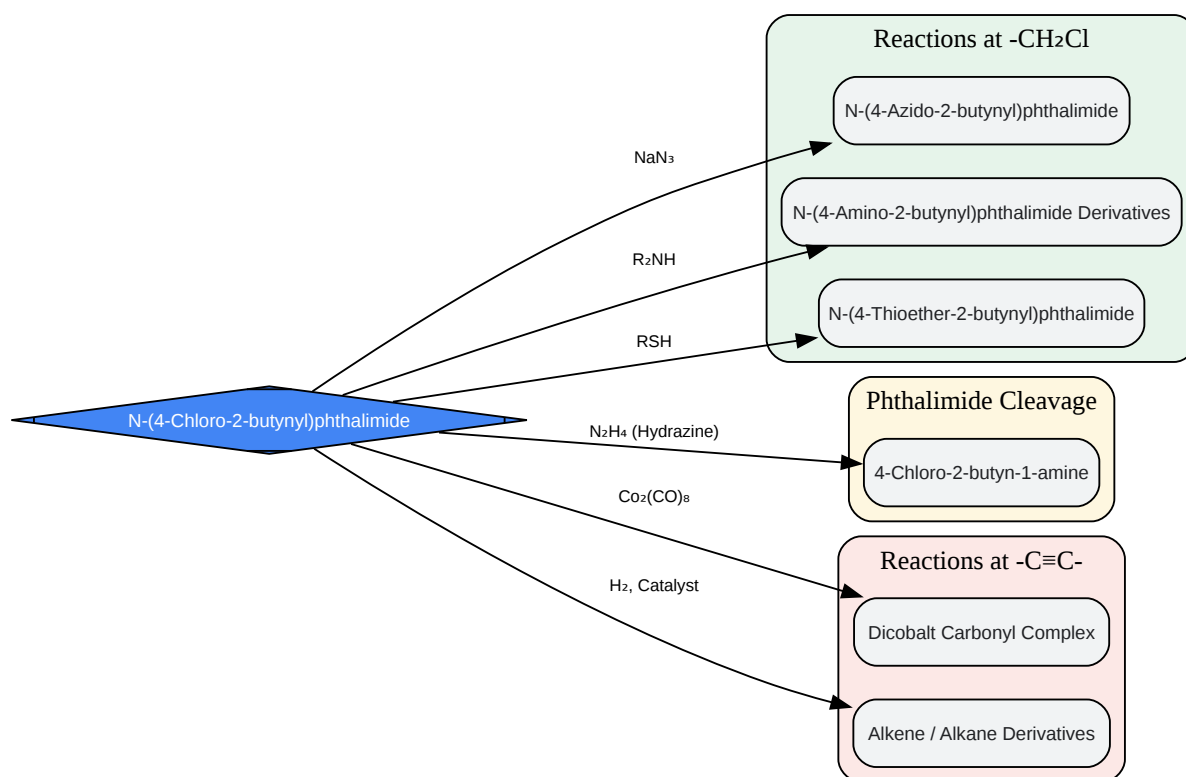 Reactions at -CH₂Cl
N-(4-Azido-2-butynyl)phthalimide
NaN₃
N-(4-Amino-2-butynyl)phthalimide Derivatives
R₂NH
N-(4-Thioether-2-butynyl)phthalimide
RSH
N-(4-Chloro-2-butynyl)phthalimide
Phthalimide Cleavage
N₂H₄ (Hydrazine)
4-Chloro-2-butyn-1-amine
Co₂(CO)₈
Reactions at -C≡C-
H₂, Catalyst
Dicobalt Carbonyl Complex
Alkene / Alkane Derivatives